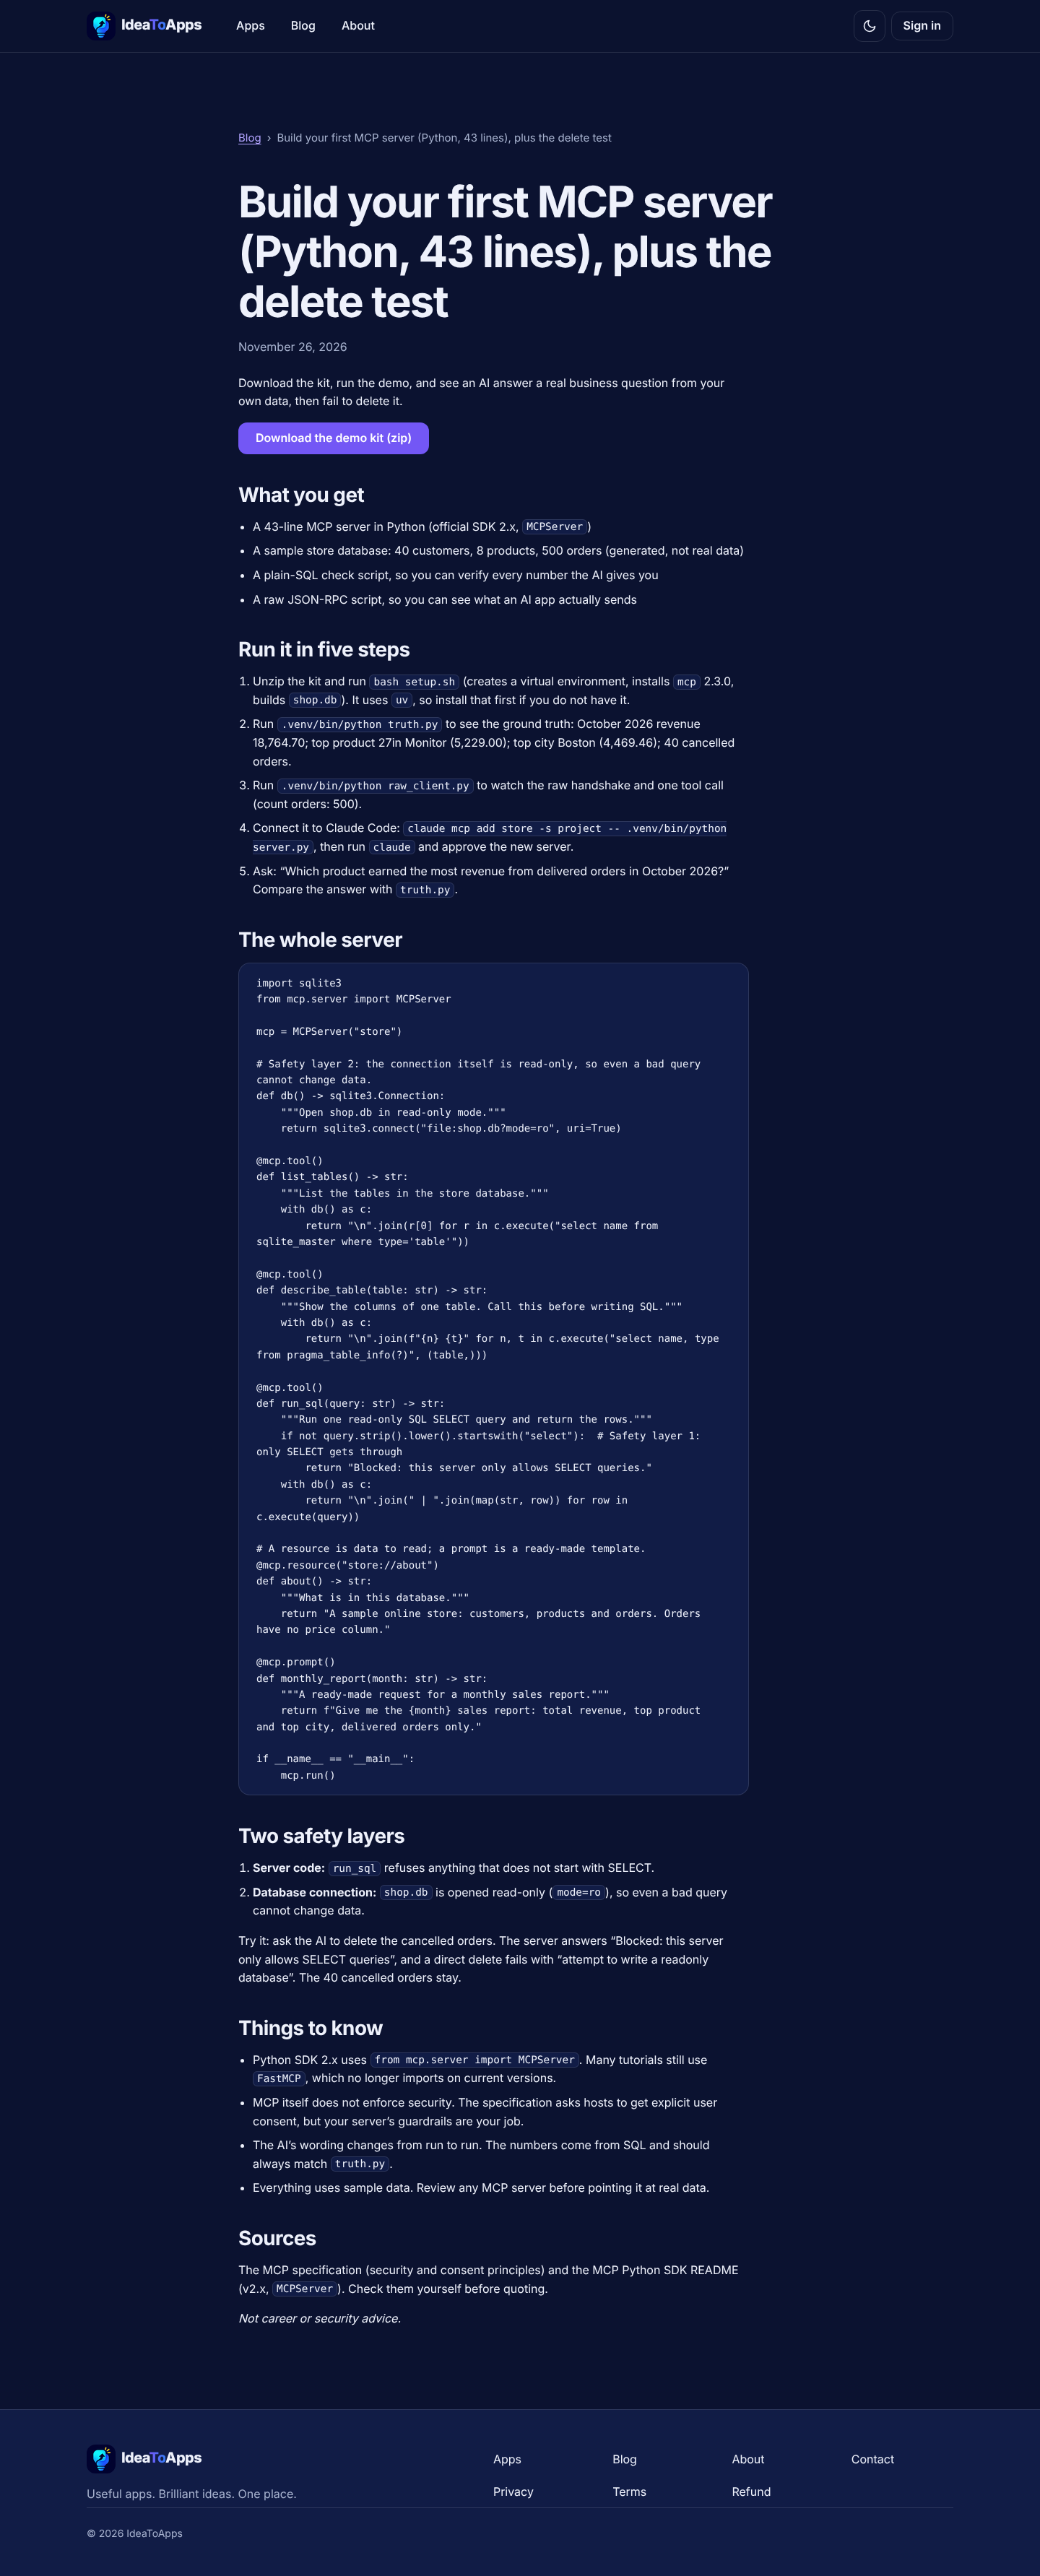 IdeaToApps Apps Blog About Sign in
Blog › Build your first MCP server (Python, 43 lines), plus the delete test
Build your first MCP server
(Python, 43 lines), plus the
delete test
November 26, 2026
Download the kit, run the demo, and see an AI answer a real business question from your
own data, then fail to delete it.
Download the demo kit (zip)
What you get
• A 43-line MCP server in Python (official SDK 2.x, MCPServer)
• A sample store database: 40 customers, 8 products, 500 orders (generated, not real data)
• A plain-SQL check script, so you can verify every number the AI gives you
• A raw JSON-RPC script, so you can see what an AI app actually sends
Run it in five steps
1. Unzip the kit and run bash setup.sh (creates a virtual environment, installs mcp 2.3.0,
builds shop.db). It uses uv, so install that first if you do not have it.
2. Run .venv/bin/python truth.py to see the ground truth: October 2026 revenue
18,764.70; top product 27in Monitor (5,229.00); top city Boston (4,469.46); 40 cancelled
orders.
3. Run .venv/bin/python raw_client.py to watch the raw handshake and one tool call
(count orders: 500).
4. Connect it to Claude Code: claude mcp add store -s project -- .venv/bin/python
server.py, then run claude and approve the new server.
5. Ask: “Which product earned the most revenue from delivered orders in October 2026?”
Compare the answer with truth.py.
The whole server
import sqlite3
from mcp.server import MCPServer
mcp = MCPServer("store")
# Safety layer 2: the connection itself is read-only, so even a bad query
cannot change data.
def db() -> sqlite3.Connection:
    """Open shop.db in read-only mode."""
    return sqlite3.connect("file:shop.db?mode=ro", uri=True)
@mcp.tool()
def list_tables() -> str:
    """List the tables in the store database."""
    with db() as c:
        return "\n".join(r[0] for r in c.execute("select name from
sqlite_master where type='table'"))
@mcp.tool()
def describe_table(table: str) -> str:
    """Show the columns of one table. Call this before writing SQL."""
    with db() as c:
        return "\n".join(f"{n} {t}" for n, t in c.execute("select name, type
from pragma_table_info(?)", (table,)))
@mcp.tool()
def run_sql(query: str) -> str:
    """Run one read-only SQL SELECT query and return the rows."""
    if not query.strip().lower().startswith("select"):  # Safety layer 1:
only SELECT gets through
        return "Blocked: this server only allows SELECT queries."
    with db() as c:
        return "\n".join(" | ".join(map(str, row)) for row in
c.execute(query))
# A resource is data to read; a prompt is a ready-made template.
@mcp.resource("store://about")
def about() -> str:
    """What is in this database."""
    return "A sample online store: customers, products and orders. Orders
have no price column."
@mcp.prompt()
def monthly_report(month: str) -> str:
    """A ready-made request for a monthly sales report."""
    return f"Give me the {month} sales report: total revenue, top product
and top city, delivered orders only."
if __name__ == "__main__":
    mcp.run()
Two safety layers
1. Server code: run_sql refuses anything that does not start with SELECT.
2. Database connection: shop.db is opened read-only (mode=ro), so even a bad query
cannot change data.
Try it: ask the AI to delete the cancelled orders. The server answers “Blocked: this server
only allows SELECT queries”, and a direct delete fails with “attempt to write a readonly
database”. The 40 cancelled orders stay.
Things to know
• Python SDK 2.x uses from mcp.server import MCPServer. Many tutorials still use
FastMCP, which no longer imports on current versions.
• MCP itself does not enforce security. The specification asks hosts to get explicit user
consent, but your server’s guardrails are your job.
• The AI’s wording changes from run to run. The numbers come from SQL and should
always match truth.py.
• Everything uses sample data. Review any MCP server before pointing it at real data.
Sources
The MCP specification (security and consent principles) and the MCP Python SDK README
(v2.x, MCPServer). Check them yourself before quoting.
Not career or security advice.
IdeaToApps Apps Blog About Contact
Useful apps. Brilliant ideas. One place. Privacy Terms Refund
© 2026 IdeaToApps